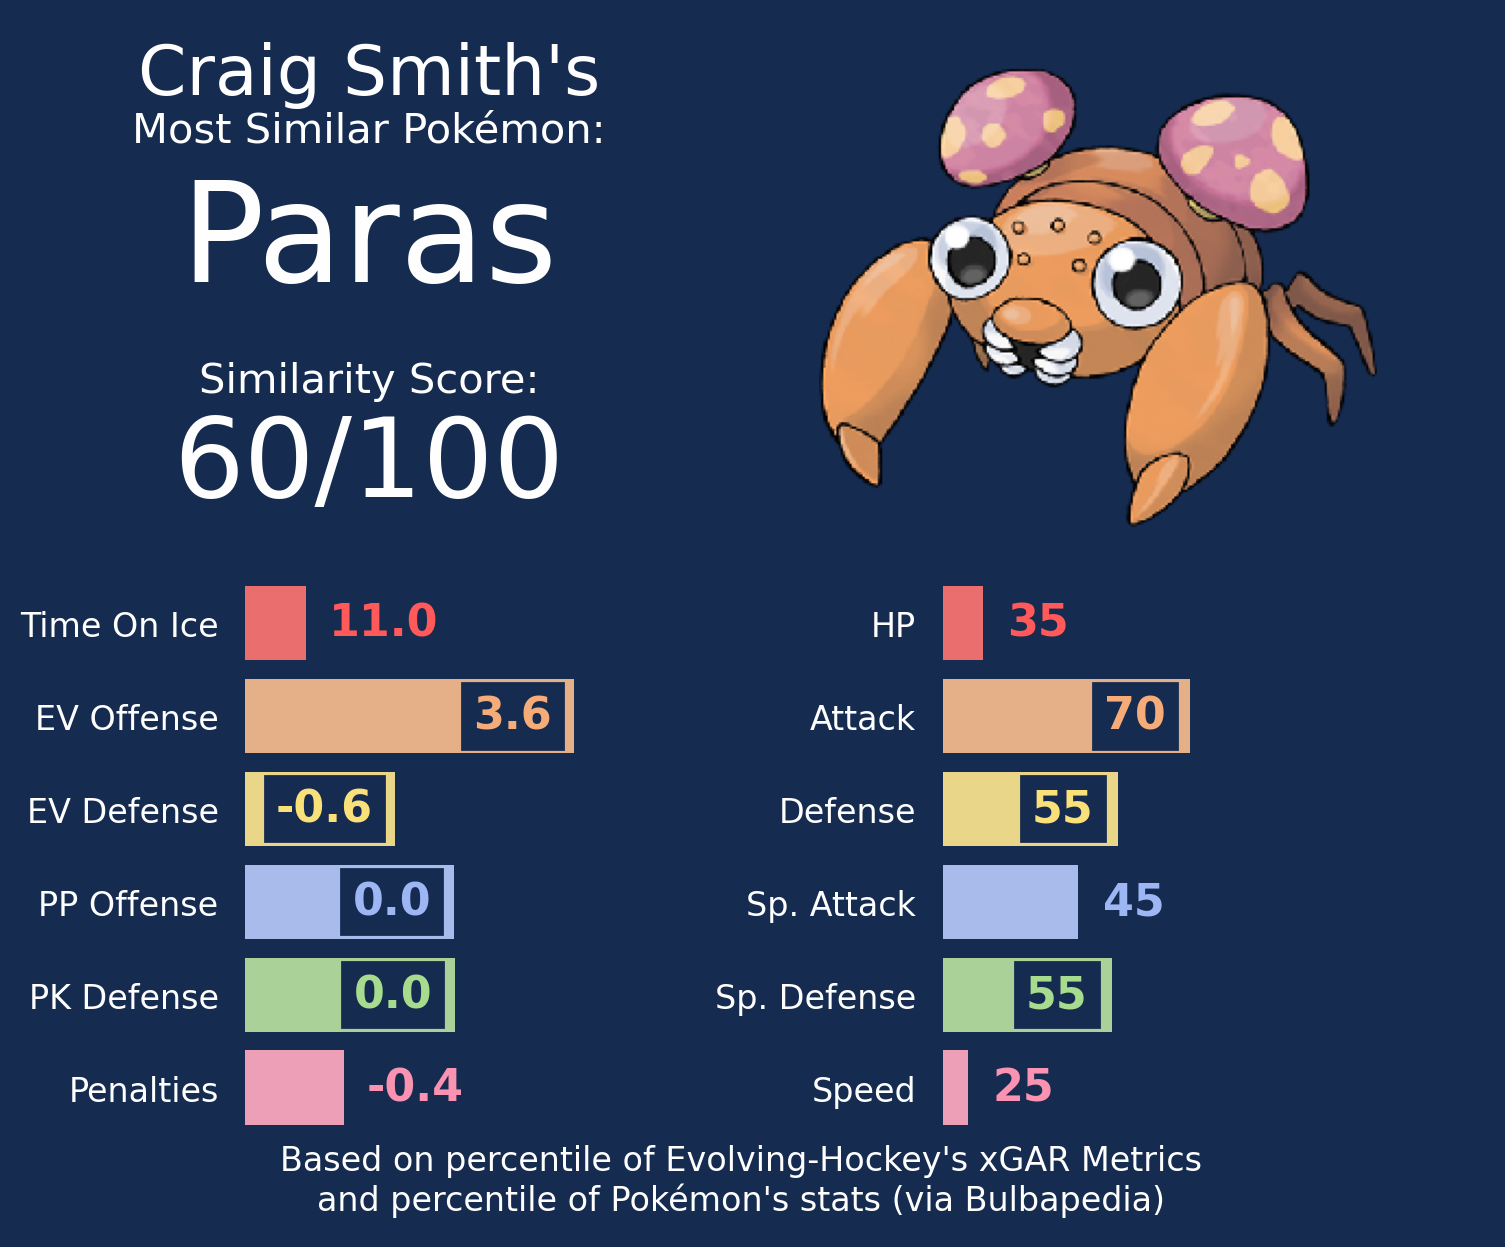 Craig Smith's
Most Similar Pokémon:
Paras
Similarity Score:
60/100
Time On Ice 11.0
EV Offense 3.6
EV Defense -0.6
PP Offense 0.0
PK Defense 0.0
Penalties -0.4
HP 35
Attack 70
Defense 55
Sp. Attack 45
Sp. Defense 55
Speed 25
Based on percentile of Evolving-Hockey's xGAR Metrics
and percentile of Pokémon's stats (via Bulbapedia)